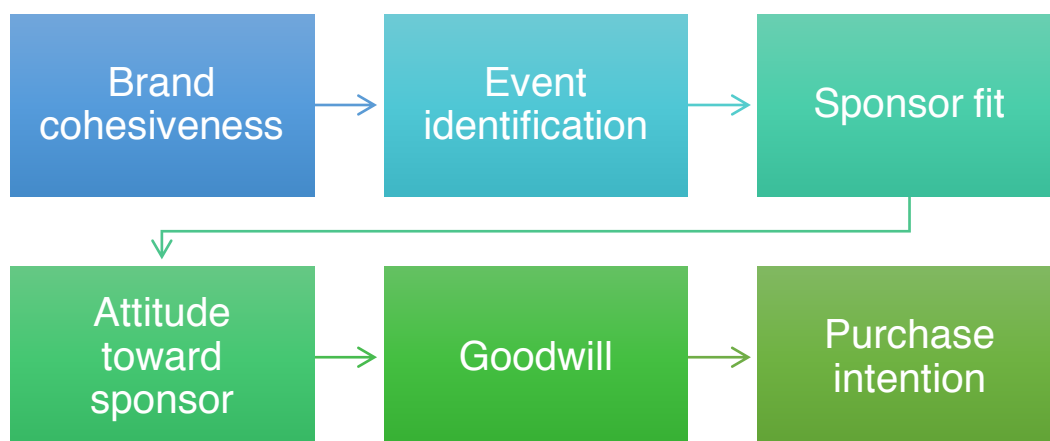 Brand
cohesiveness
Event
identification
Sponsor fit
Attitude
toward
sponsor
Goodwill
Purchase
intention